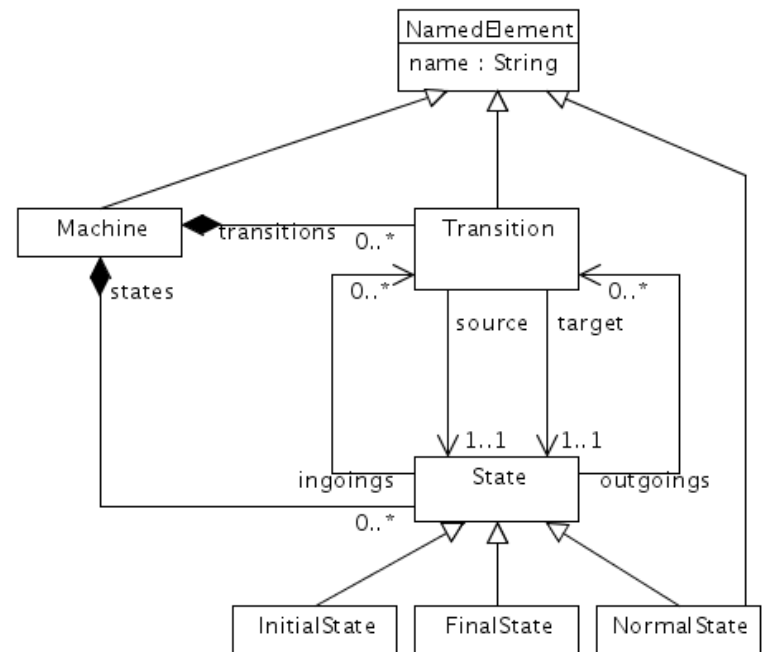 NamedElement
name : String
Machine
Transition
transitions
0..*
states
0..*
0..*
source
target
1..1
1..1
ingoings
State
outgoings
0..*
InitialState
FinalState
NormalState